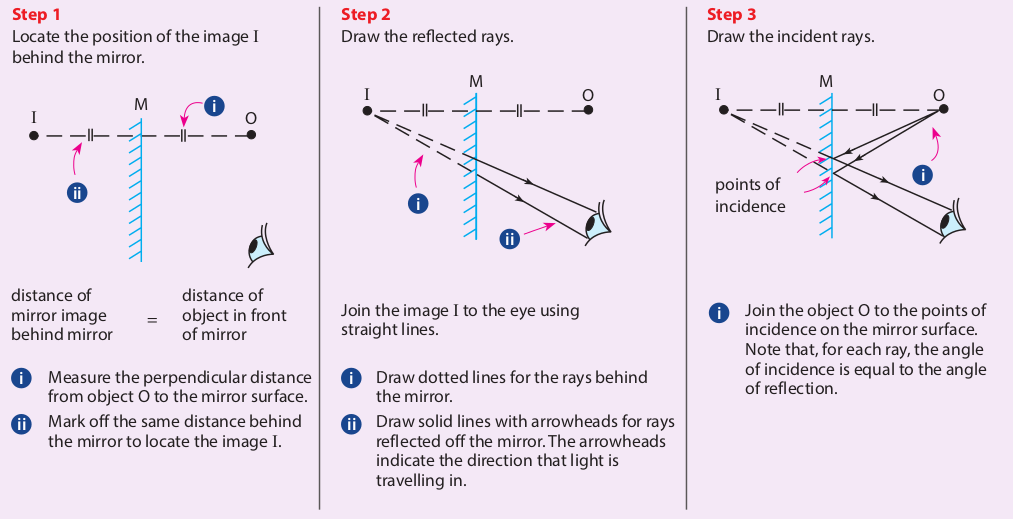 Step 1
Locate the position of the image I
behind the mirror.
M
i
I
O
ii
distance of
mirror image
behind mirror
=
distance of
object in front
of mirror
i Measure the perpendicular distance
from object O to the mirror surface.
ii Mark off the same distance behind
the mirror to locate the image I.
Step 2
Draw the reflected rays.
M
I
O
i
ii
Join the image I to the eye using
straight lines.
i Draw dotted lines for the rays behind
the mirror.
ii Draw solid lines with arrowheads for rays
reflected off the mirror. The arrowheads
indicate the direction that light is
travelling in.
Step 3
Draw the incident rays.
M
I
O
i
points of
incidence
i Join the object O to the points of
incidence on the mirror surface.
Note that, for each ray, the angle
of incidence is equal to the angle
of reflection.